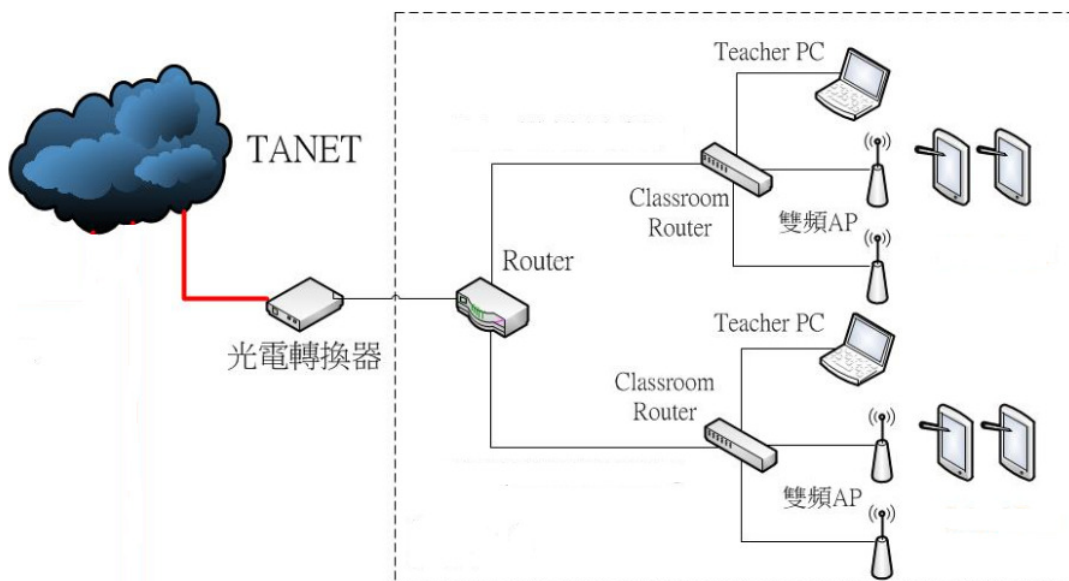 TANET
光電轉換器
Router
Teacher PC
Classroom
Router
雙頻AP
Teacher PC
Classroom
Router
雙頻AP